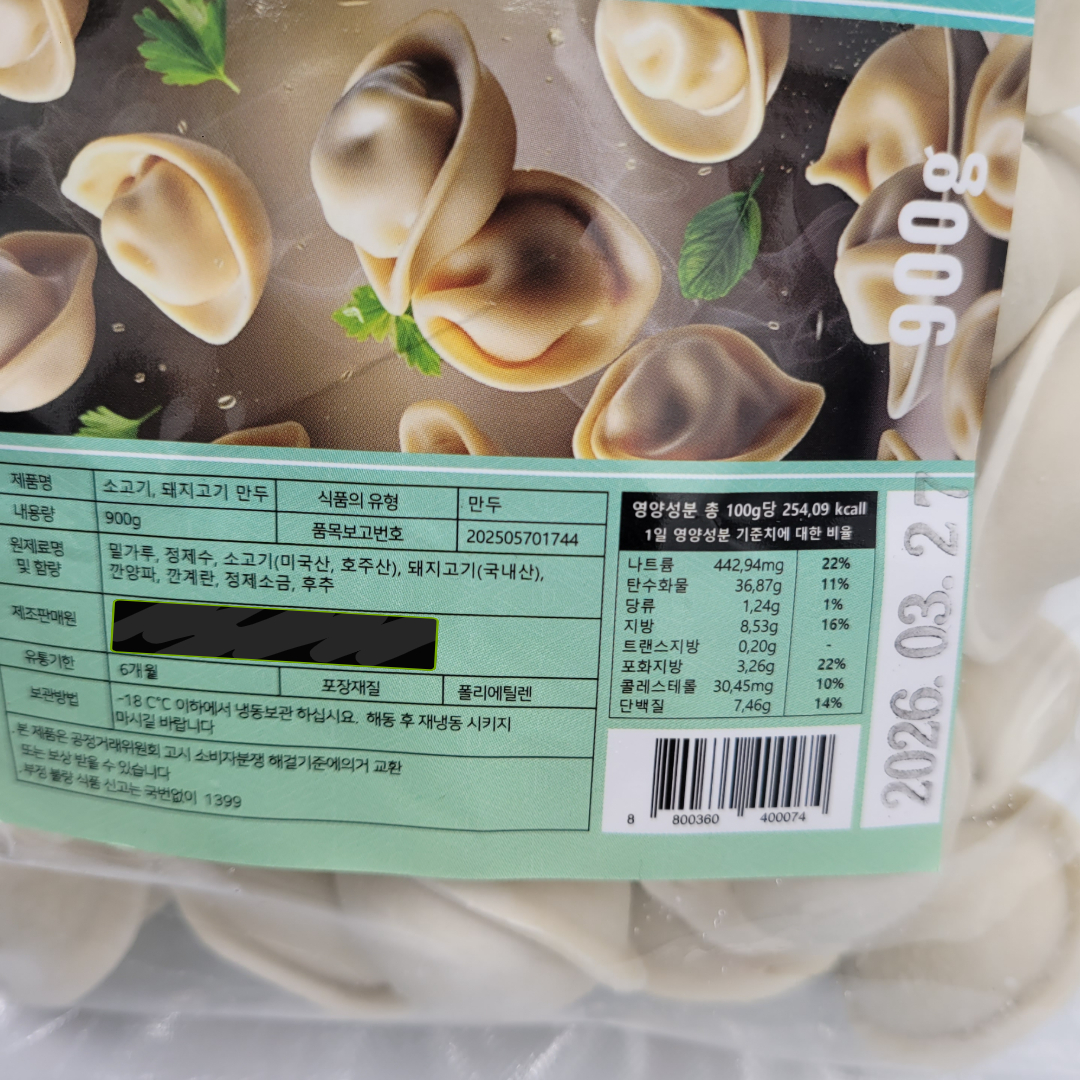 900g
제품명 소고기, 돼지고기 만두 식품의 유형 만두
내용량 900g 품목보고번호 202505701744
원제료명 및 함량 밀가루, 정제수, 소고기(미국산, 호주산), 돼지고기(국내산),
깐양파, 깐계란, 정제소금, 후추
제조판매원
유통기한 6개월 포장재질 폴리에틸렌
보관방법 -18 C°C 이하에서 냉동보관 하십시요. 해동 후 재냉동 시키지
마시길 바랍니다
.본 제품은 공정거래위원회 고시 소비자분쟁 해결기준에의거 교환
또는 보상 받을 수 있습니다
.부정 불량 식품 신고는 국번없이 1399
영양성분 총 100g당 254,09 kcall
1일 영양성분 기준치에 대한 비율
나트륨 442,94mg 22%
탄수화물 36,87g 11%
당류 1,24g 1%
지방 8,53g 16%
트랜스지방 0,20g -
포화지방 3,26g 22%
콜레스테롤 30,45mg 10%
단백질 7,46g 14%
8 800360 400074
2026. 03. 27